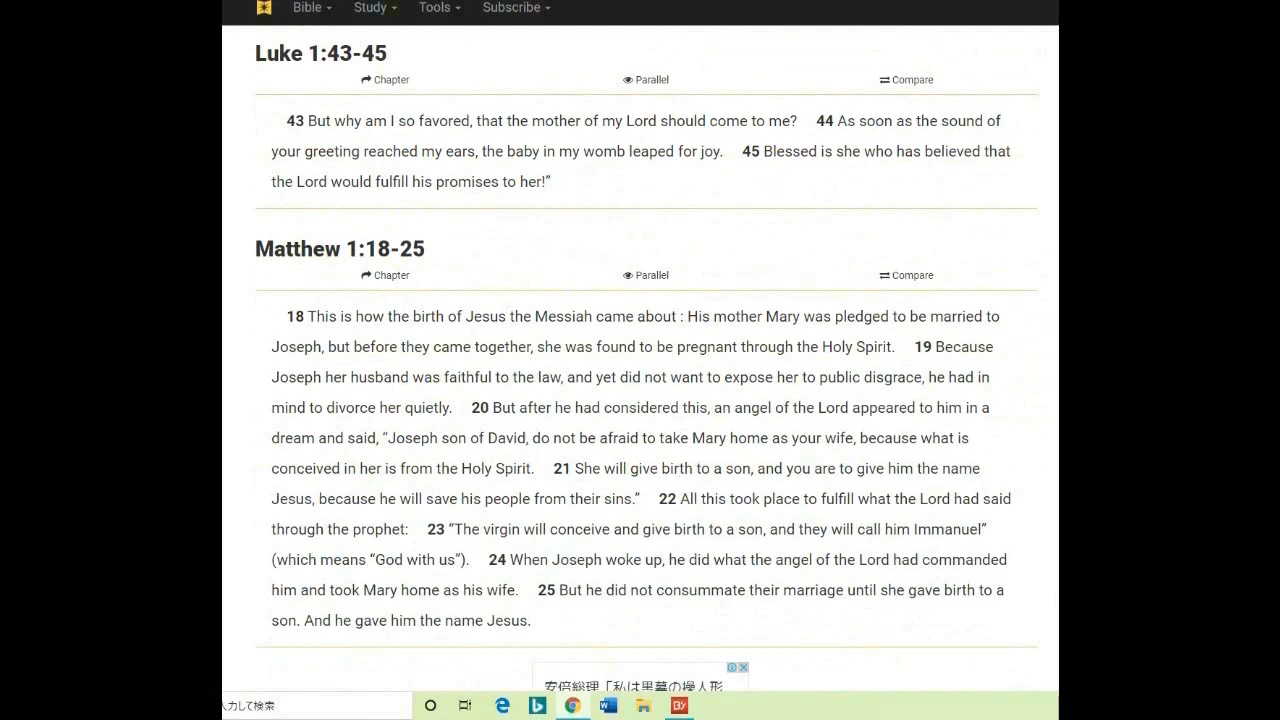 Bible Study Tools Subscribe
Luke 1:43-45
Chapter Parallel Compare
43 But why am I so favored, that the mother of my Lord should come to me? 44 As soon as the sound of
your greeting reached my ears, the baby in my womb leaped for joy. 45 Blessed is she who has believed that
the Lord would fulfill his promises to her!”
Matthew 1:18-25
Chapter Parallel Compare
18 This is how the birth of Jesus the Messiah came about : His mother Mary was pledged to be married to
Joseph, but before they came together, she was found to be pregnant through the Holy Spirit. 19 Because
Joseph her husband was faithful to the law, and yet did not want to expose her to public disgrace, he had in
mind to divorce her quietly. 20 But after he had considered this, an angel of the Lord appeared to him in a
dream and said, “Joseph son of David, do not be afraid to take Mary home as your wife, because what is
conceived in her is from the Holy Spirit. 21 She will give birth to a son, and you are to give him the name
Jesus, because he will save his people from their sins.” 22 All this took place to fulfill what the Lord had said
through the prophet: 23 “The virgin will conceive and give birth to a son, and they will call him Immanuel”
(which means “God with us”). 24 When Joseph woke up, he did what the angel of the Lord had commanded
him and took Mary home as his wife. 25 But he did not consummate their marriage until she gave birth to a
son. And he gave him the name Jesus.
安倍総理「私は黒幕の操人形
入力して検索